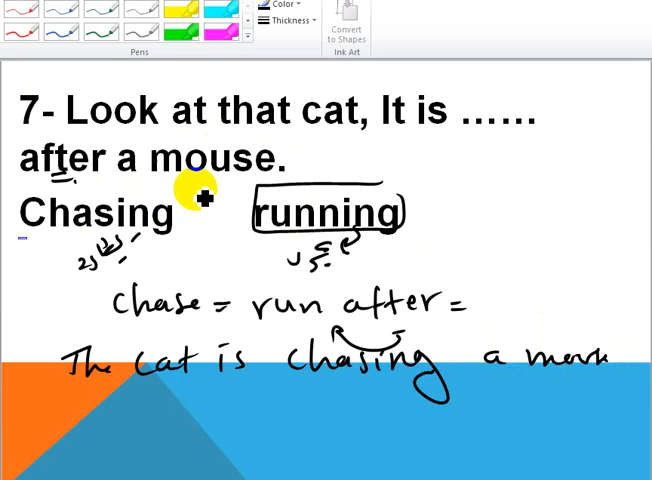 Color
Thickness
Convert
to Shapes
Pens
Ink Art
7- Look at that cat, It is ……
after a mouse.
Chasing running
chase = run after =
The cat is chasing a